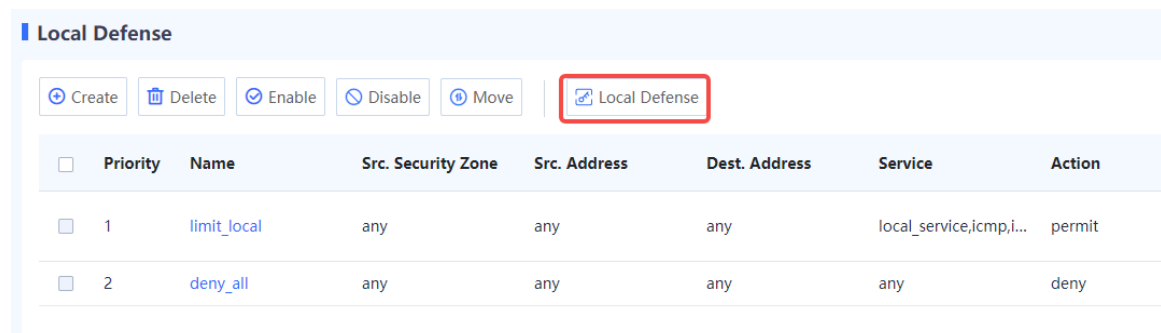 Local Defense
Create Delete Enable Disable Move Local Defense
Priority Name Src. Security Zone Src. Address Dest. Address Service Action
1 limit_local any any any local_service,icmp,i... permit
2 deny_all any any any any deny